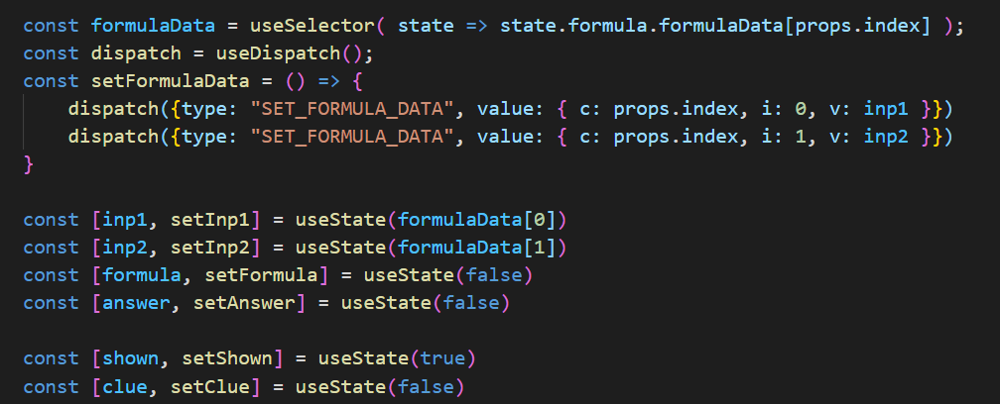 const formulaData = useSelector( state => state.formula.formulaData[props.index] );
const dispatch = useDispatch();
const setFormulaData = () => {
    dispatch({type: "SET_FORMULA_DATA", value: { c: props.index, i: 0, v: inp1 }})
    dispatch({type: "SET_FORMULA_DATA", value: { c: props.index, i: 1, v: inp2 }})
}

const [inp1, setInp1] = useState(formulaData[0])
const [inp2, setInp2] = useState(formulaData[1])
const [formula, setFormula] = useState(false)
const [answer, setAnswer] = useState(false)

const [shown, setShown] = useState(true)
const [clue, setClue] = useState(false)